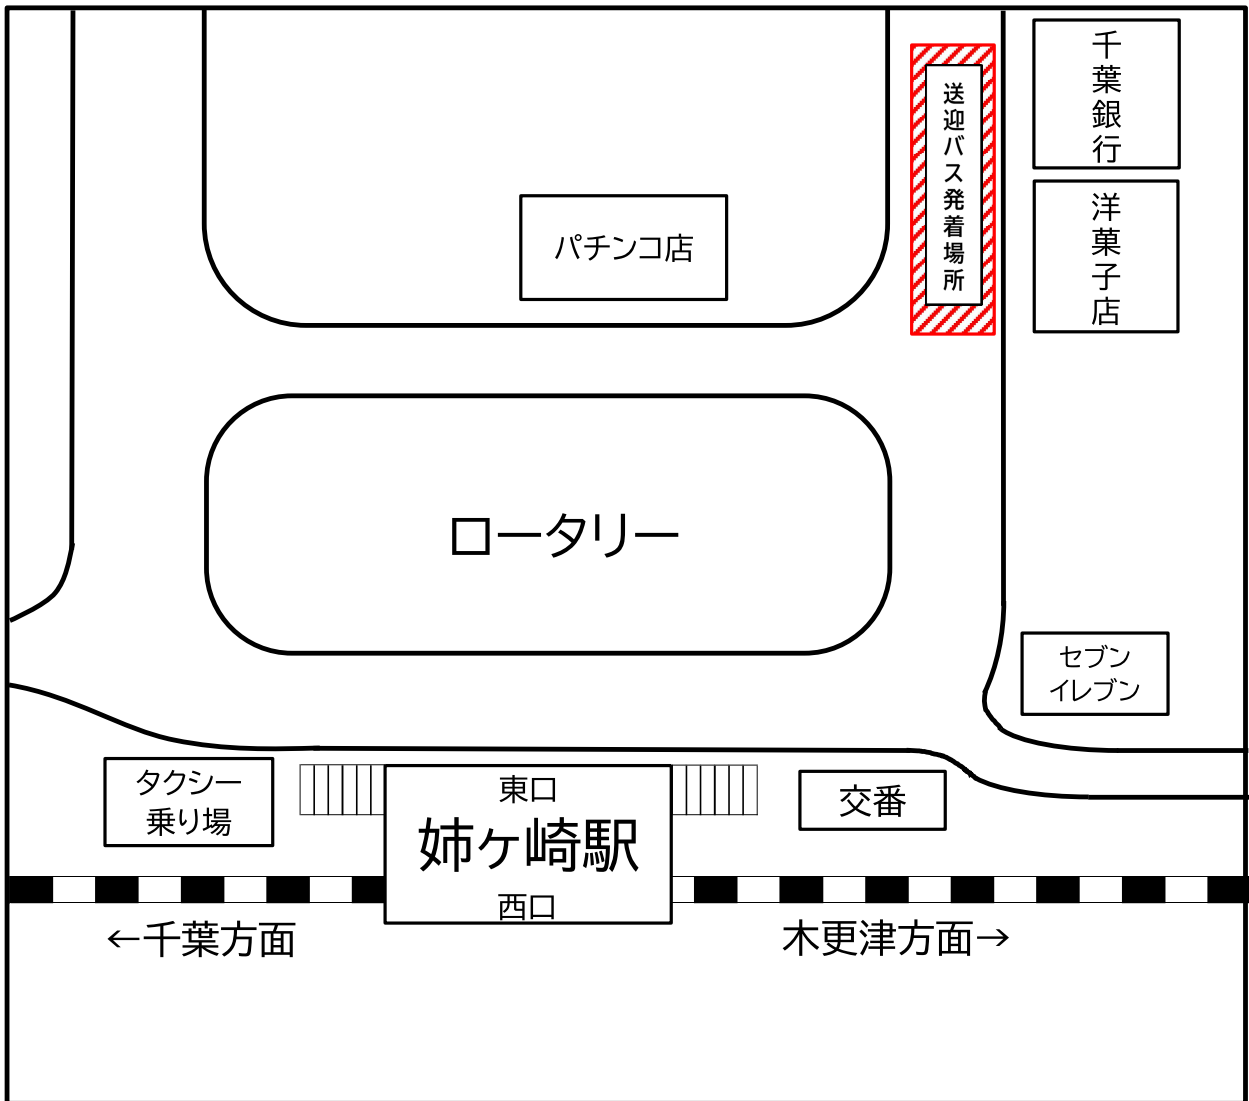 千葉銀行
送迎バス発着場所
洋菓子店
パチンコ店
ロータリー
セブン
イレブン
タクシー
乗り場
東口
姉ヶ崎駅
西口
交番
←千葉方面
木更津方面→